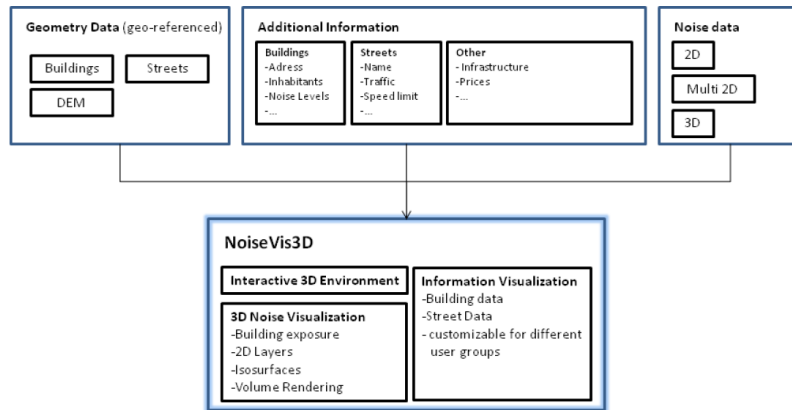 Geometry Data (geo-referenced)
Buildings
Streets
DEM
Additional Information
Buildings
-Adress
-Inhabitants
-Noise Levels
-...
Streets
-Name
-Traffic
-Speed limit
-...
Other
- Infrastructure
-Prices
-...
Noise data
2D
Multi 2D
3D
NoiseVis3D
Interactive 3D Environment
3D Noise Visualization
-Building exposure
-2D Layers
-Isosurfaces
-Volume Rendering
Information Visualization
-Building data
-Street Data
- customizable for different
user groups